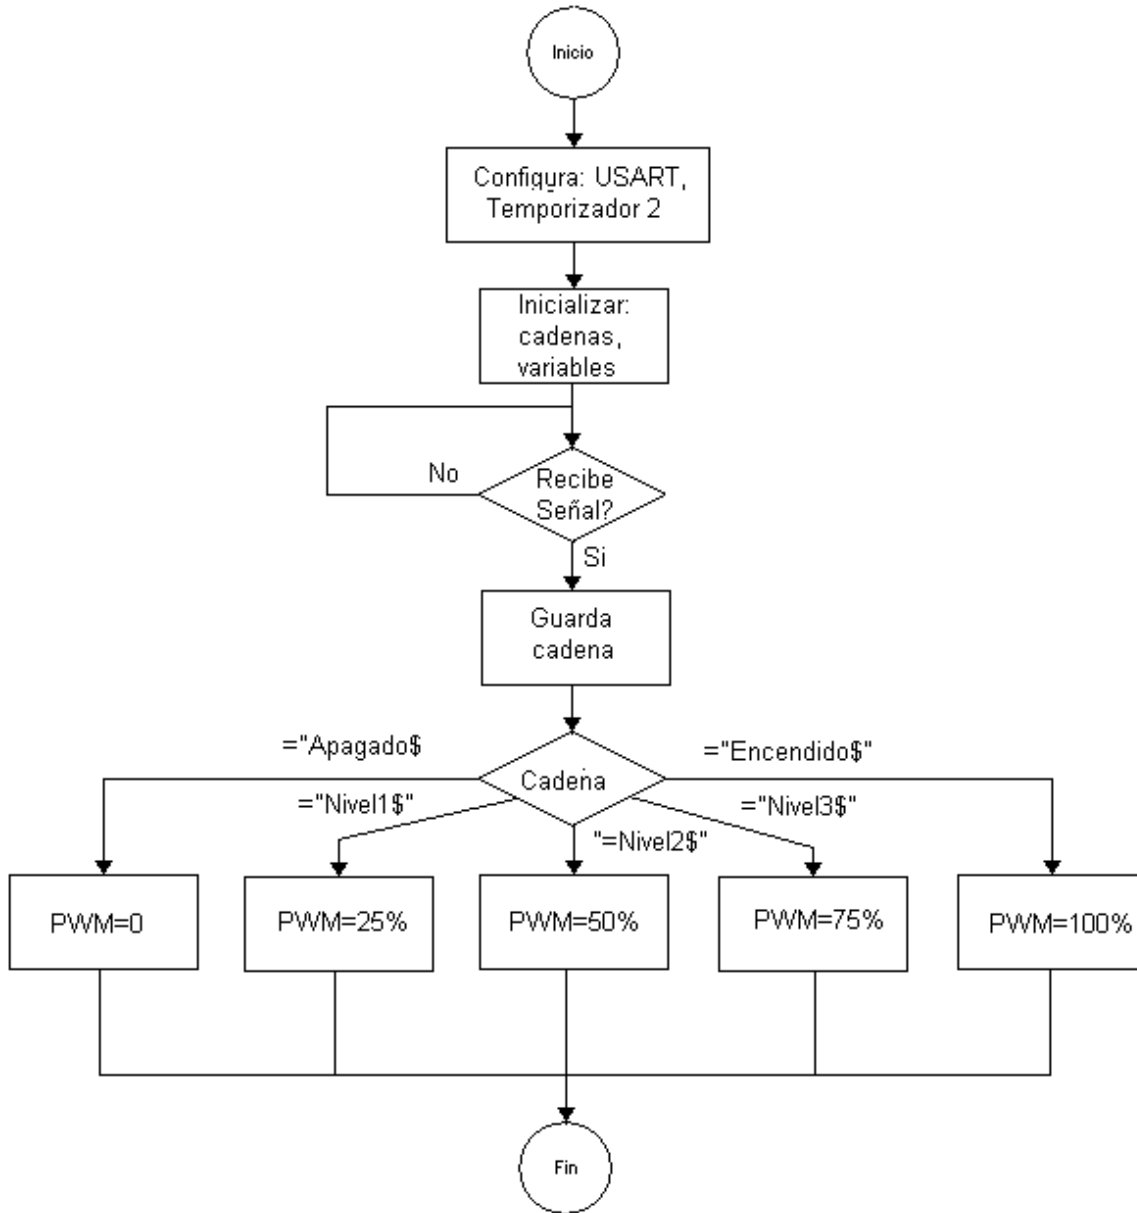 Inicio
Configura: USART,
Temporizador 2
Inicializar:
cadenas,
variables
No
Recibe
Señal?
Si
Guarda
cadena
="Apagado$
="Encendido$"
Cadena
="Nivel1$"
="Nivel3$"
"=Nivel2$"
PWM=0
PWM=25%
PWM=50%
PWM=75%
PWM=100%
Fin